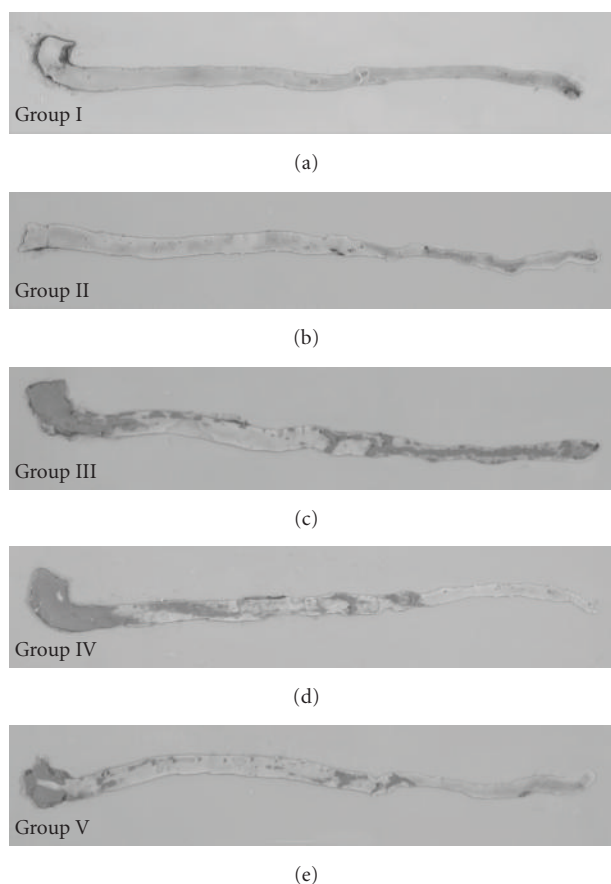 Group I
(a)
Group II
(b)
Group III
(c)
Group IV
(d)
Group V
(e)